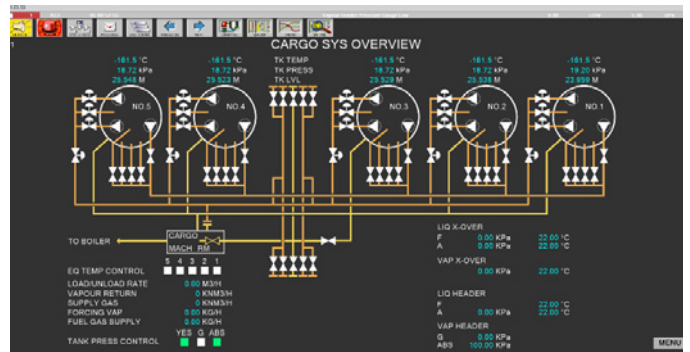 CARGO SYS OVERVIEW
1
-161.5 °C -161.5 °C TK TEMP -161.5 °C -161.5 °C -161.5 °C
18.72 kPa 18.72 kPa TK PRESS 18.72 kPa 18.72 kPa 19.20 kPa
29.523 M TK LVL 29.529 M 29.538 M 23.999 M
NO.5 NO.4 NO.3 NO.2 NO.1
CARGO
MACH RM
TO BOILER
5 4 3 2 1
EQ TEMP CONTROL
LOAD/UNLOAD RATE 0.00 M3/H
VAPOUR RETURN 0 KNM3/H
SUPPLY GAS 0 KNM3/H
FORCING VAP 0.00 KG/H
FUEL GAS SUPPLY 0.00 KG/H
YES G ABS
TANK PRESS CONTROL
LIQ X-OVER
F 0.00 KPa 22.00 °C
A 0.00 KPa 22.00 °C
VAP X-OVER
0.00 KPa 22.00 °C
LIQ HEADER
F 22.00 °C
A 0.00 KPa 22.00 °C
VAP HEADER
G 0.00 KPa
ABS 100.00 KPa
MENU